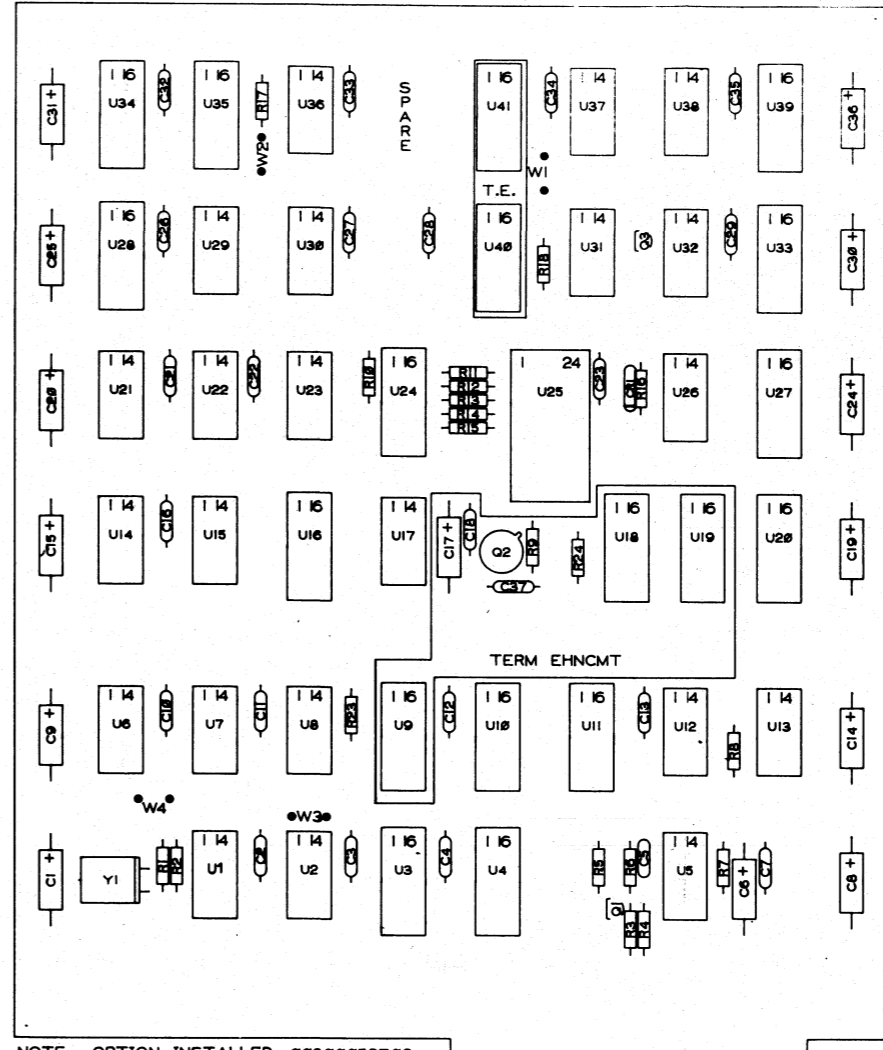 C31+ 1 16 U34 C32 1 16 U35 R17 1 14 U36 C33 SPARE 1 16 U41 C34 1 14 U37 1 14 U38 C35 1 16 U39 C36+
W2 W1
T.E.
C25+ 1 16 U28 C26 1 14 U29 1 14 U30 C27 C28 1 16 U40 R18 1 14 U31 Q3 1 14 U32 C29 1 16 U33 C30+
C20+ 1 14 U21 C21 1 14 U22 C22 1 14 U23 R10 1 16 U24 R11 1 24 U25 C23 R16 1 14 U26 1 16 U27 C24+
R12
R13
R14
R15
C15+ 1 14 U14 C16 1 14 U15 1 16 U16 1 14 U17 C17+ C18 Q2 R9 R24 1 16 U18 1 16 U19 1 16 U20 C19+
C37
TERM EHNCMT
C9+ 1 14 U6 C10 1 14 U7 C11 1 14 U8 R23 1 16 U9 C12 1 16 U10 1 16 U11 C13 1 14 U12 R8 1 14 U13 C14+
W4 W3
C1+ Y1 R1 R2 1 14 U1 C2 1 14 U2 C3 1 16 U3 C4 1 16 U4 R5 R6 C5 1 14 U5 R7 C6+ C7 C8+
Q1 R3 R4
NOTE OPTION INSTALLED